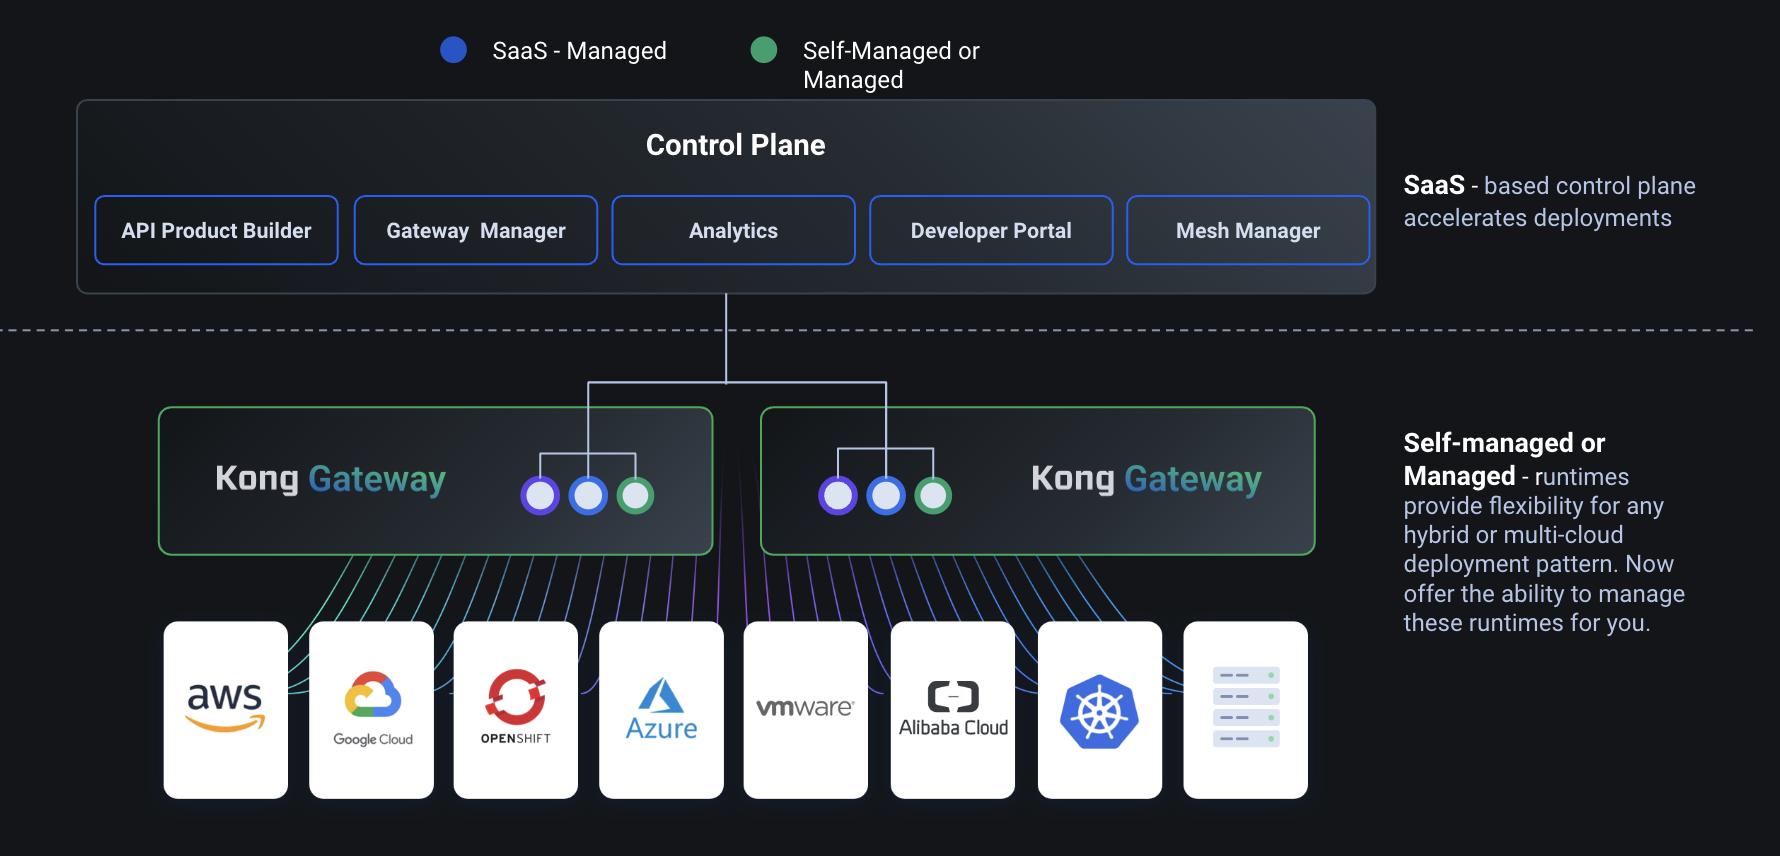 SaaS - Managed
Self-Managed or
Managed
Control Plane
API Product Builder
Gateway Manager
Analytics
Developer Portal
Mesh Manager
SaaS - based control plane
accelerates deployments
Kong Gateway
Kong Gateway
Self-managed or
Managed - runtimes
provide flexibility for any
hybrid or multi-cloud
deployment pattern. Now
offer the ability to manage
these runtimes for you.
aws
Google Cloud
OPENSHIFT
Azure
vmware®
Alibaba Cloud